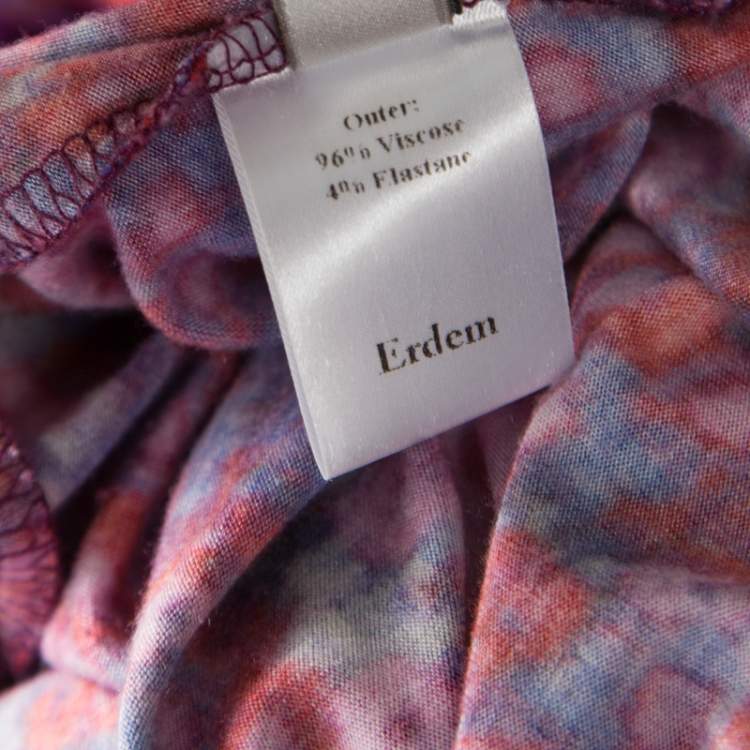 Outer:
96% Viscose
4% Elastane
Erdem